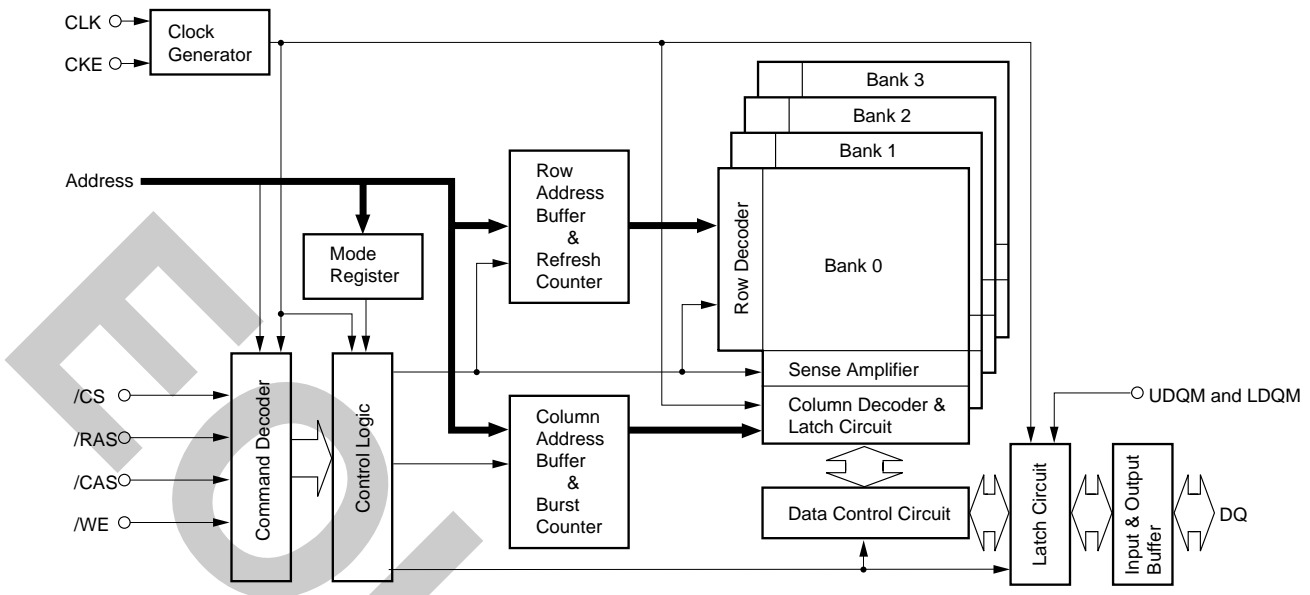 CLK
CKE
Clock
Generator
Bank 3
Bank 2
Bank 1
Bank 0
Address
Row
Address
Buffer
&
Refresh
Counter
Mode
Register
Row Decoder
Sense Amplifier
Column Decoder &
Latch Circuit
/CS
/RAS
/CAS
/WE
Command Decoder
Control Logic
Column
Address
Buffer
&
Burst
Counter
UDQM and LDQM
Data Control Circuit
Latch Circuit
Input & Output
Buffer
DQ